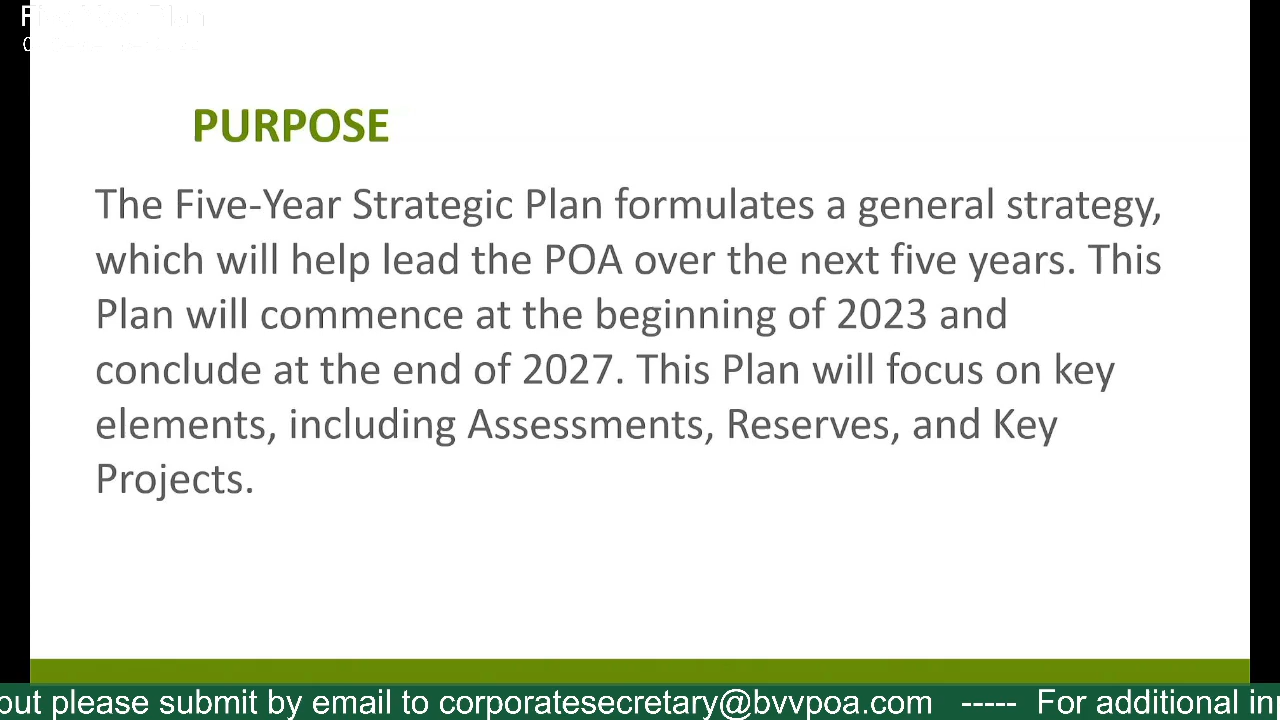 PURPOSE
The Five-Year Strategic Plan formulates a general strategy,
which will help lead the POA over the next five years. This
Plan will commence at the beginning of 2023 and
conclude at the end of 2027. This Plan will focus on key
elements, including Assessments, Reserves, and Key
Projects.
please submit by email to corporatesecretary@bvvpoa.com ----- For additional